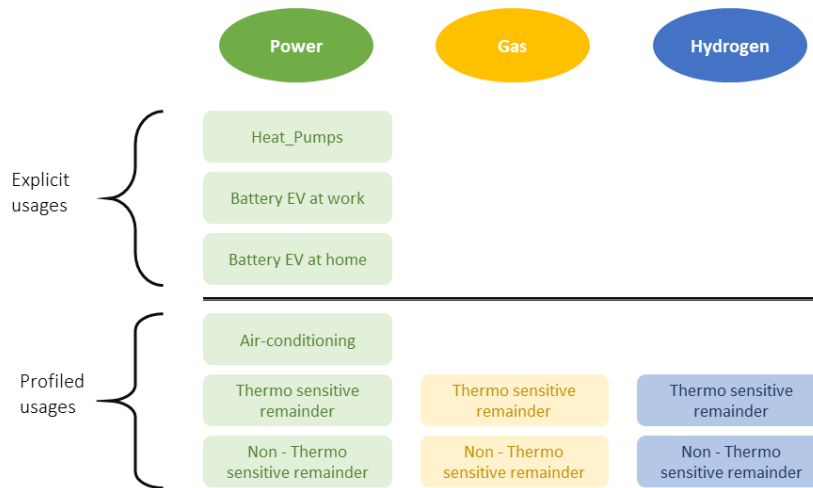 Power
Gas
Hydrogen
Explicit
usages
Heat_Pumps
Battery EV at work
Battery EV at home
Profiled
usages
Air-conditioning
Thermo sensitive
remainder
Thermo sensitive
remainder
Thermo sensitive
remainder
Non - Thermo
sensitive remainder
Non - Thermo
sensitive remainder
Non - Thermo
sensitive remainder